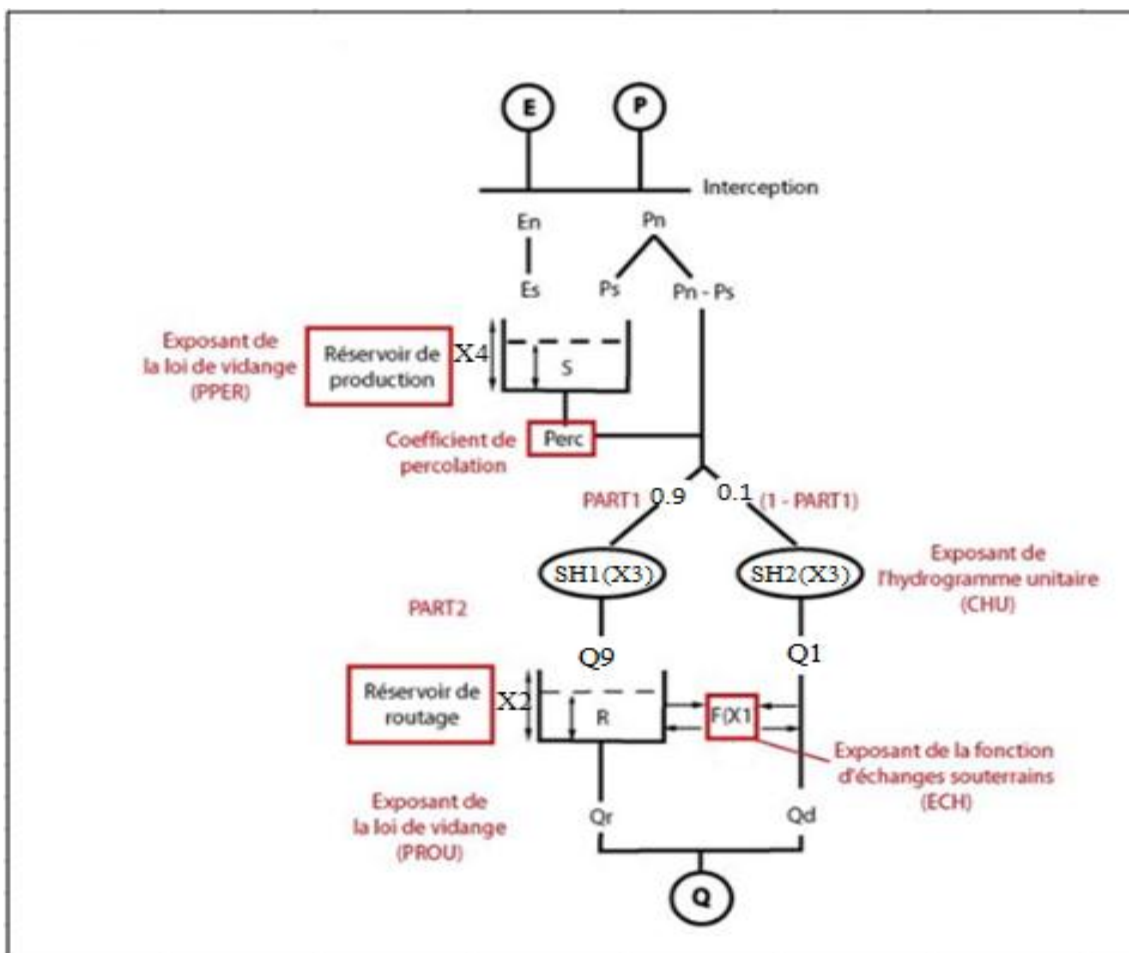 E
P
Interception
En
Pn
Es
Ps
Pn - Ps
Exposant de
la loi de vidange
(PPER)
Réservoir de
production
X4
S
Coefficient de
percolation
Perc
PART1
0.9
0.1
(1 - PART1)
SH1(X3)
SH2(X3)
Exposant de
l'hydrogramme unitaire
(CHU)
PART2
Q9
Q1
Réservoir de
routage
X2
R
F(X1
Exposant de la fonction
d'échanges souterrains
(ECH)
Exposant de
la loi de vidange
(PROU)
Qr
Qd
Q